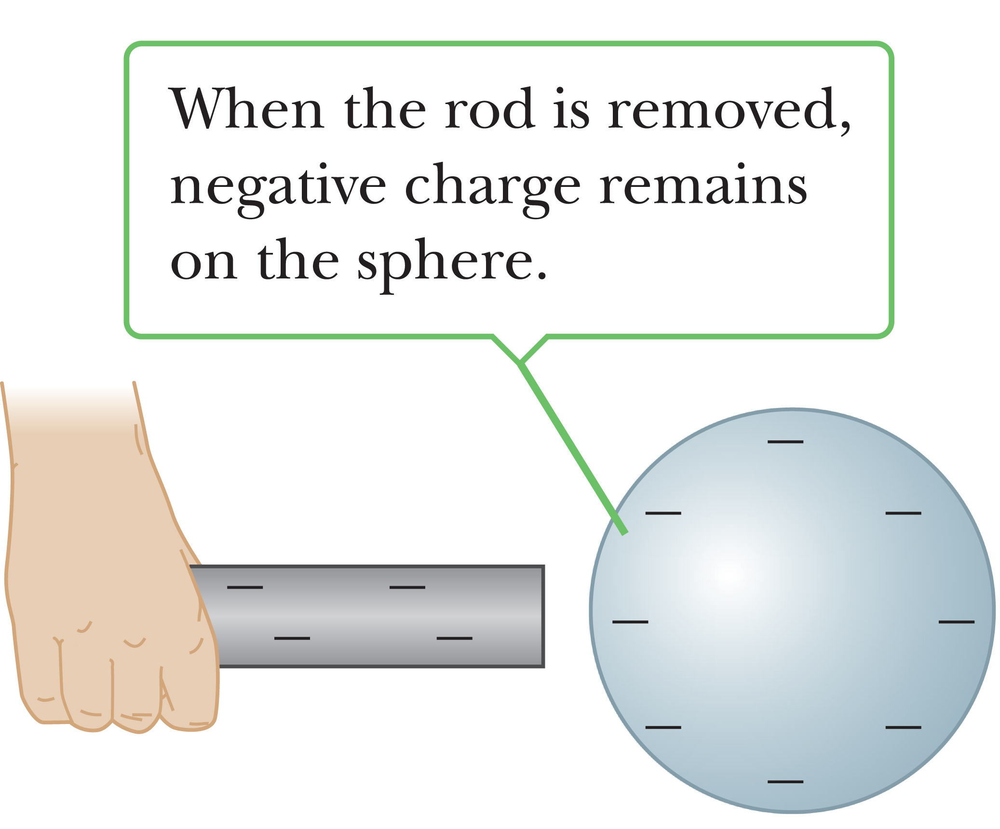 When the rod is removed,
negative charge remains
on the sphere.